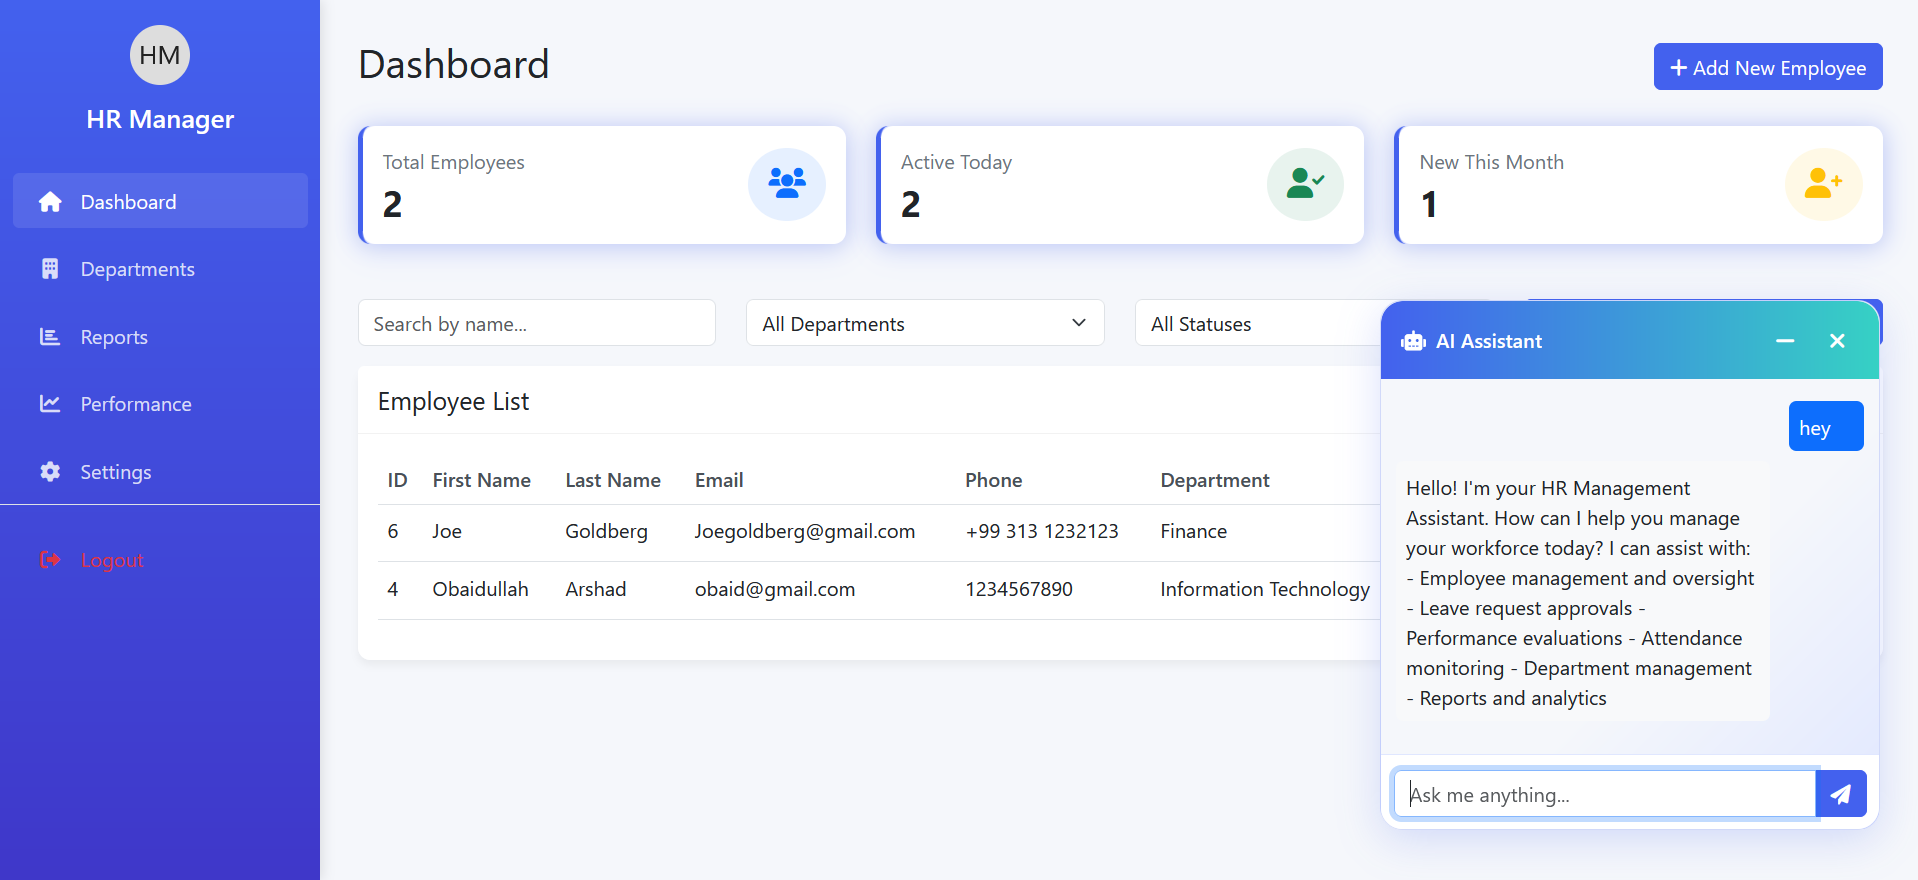 HM
HR Manager
Dashboard
Departments
Reports
Performance
Settings
Logout
Dashboard
Add New Employee
Total Employees
2
Active Today
2
New This Month
1
Search by name...
All Departments
All Statuses
Employee List
ID First Name Last Name Email Phone Department
6 Joe Goldberg Joegoldberg@gmail.com +99 313 1232123 Finance
4 Obaidullah Arshad obaid@gmail.com 1234567890 Information Technology
AI Assistant
hey
Hello! I'm your HR Management
Assistant. How can I help you manage
your workforce today? I can assist with:
- Employee management and oversight
- Leave request approvals -
Performance evaluations - Attendance
monitoring - Department management
- Reports and analytics
Ask me anything...